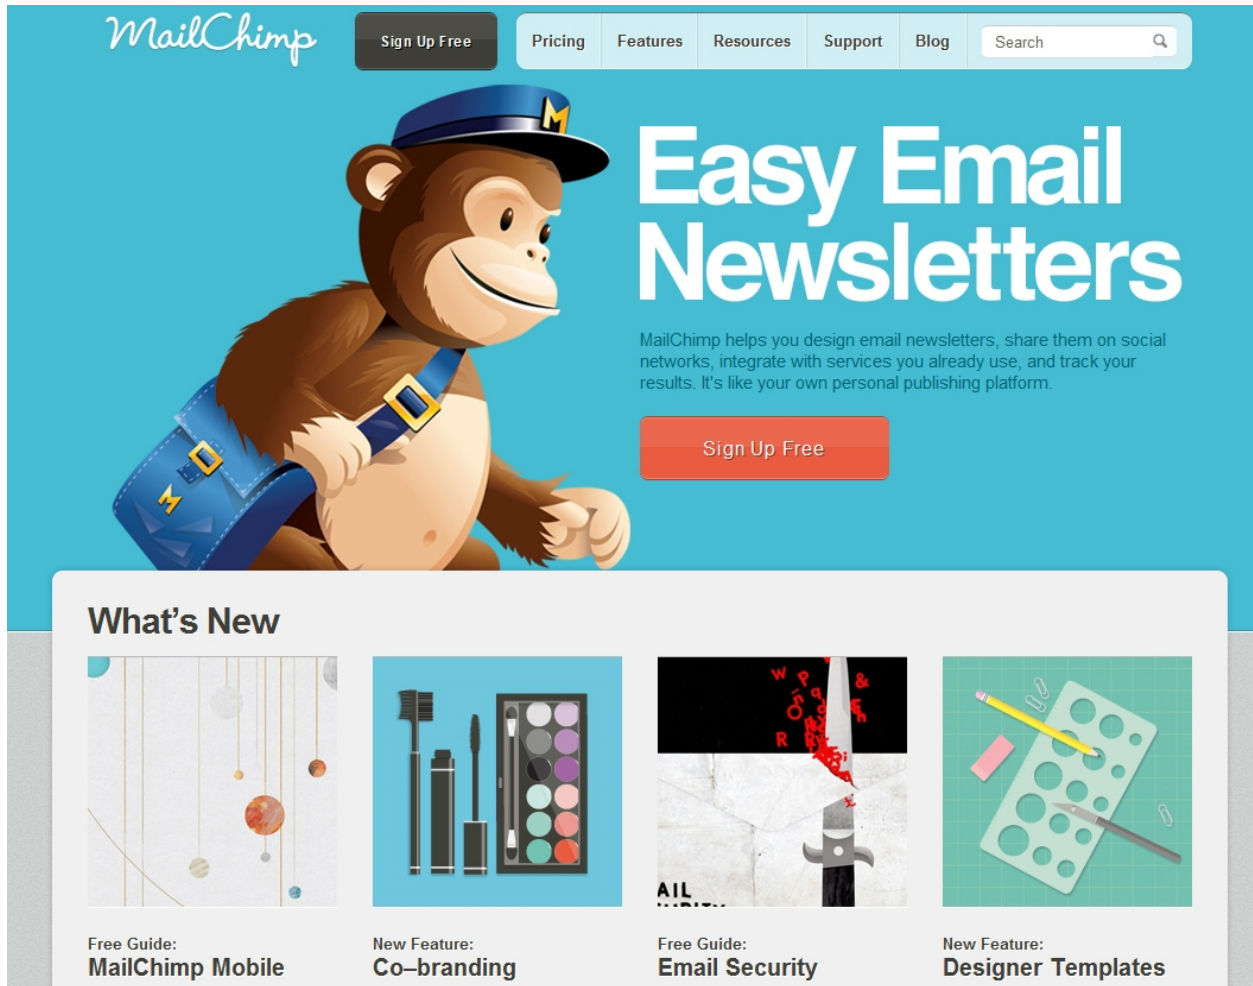 MailChimp
Sign Up Free
Pricing
Features
Resources
Support
Blog
Search
M
Easy Email
Newsletters
MailChimp helps you design email newsletters, share them on social
networks, integrate with services you already use, and track your
results. It's like your own personal publishing platform.
Sign Up Free
M
What's New
Free Guide:
MailChimp Mobile
New Feature:
Co–branding
Free Guide:
Email Security
New Feature:
Designer Templates